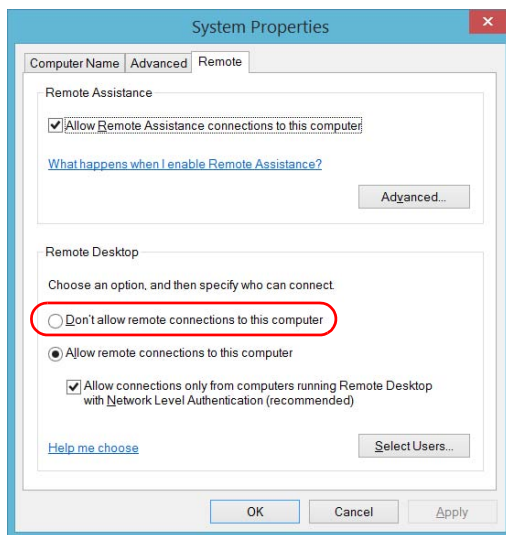 System Properties
Computer Name
Advanced
Remote
Remote Assistance
Allow Remote Assistance connections to this computer
What happens when I enable Remote Assistance?
Advanced...
Remote Desktop
Choose an option, and then specify who can connect.
Don't allow remote connections to this computer
Allow remote connections to this computer
Allow connections only from computers running Remote Desktop
with Network Level Authentication (recommended)
Help me choose
Select Users...
OK
Cancel
Apply